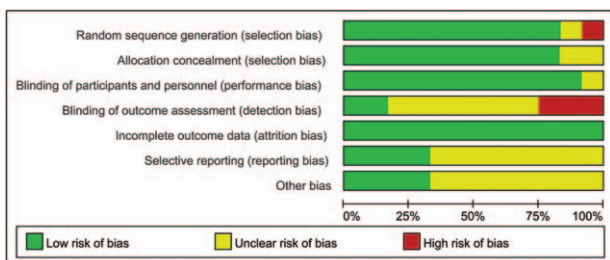 Random sequence generation (selection bias)
Allocation concealment (selection bias)
Blinding of participants and personnel (performance bias)
Blinding of outcome assessment (detection bias)
Incomplete outcome data (attrition bias)
Selective reporting (reporting bias)
Other bias
0% 25% 50% 75% 100%
Low risk of bias Unclear risk of bias High risk of bias